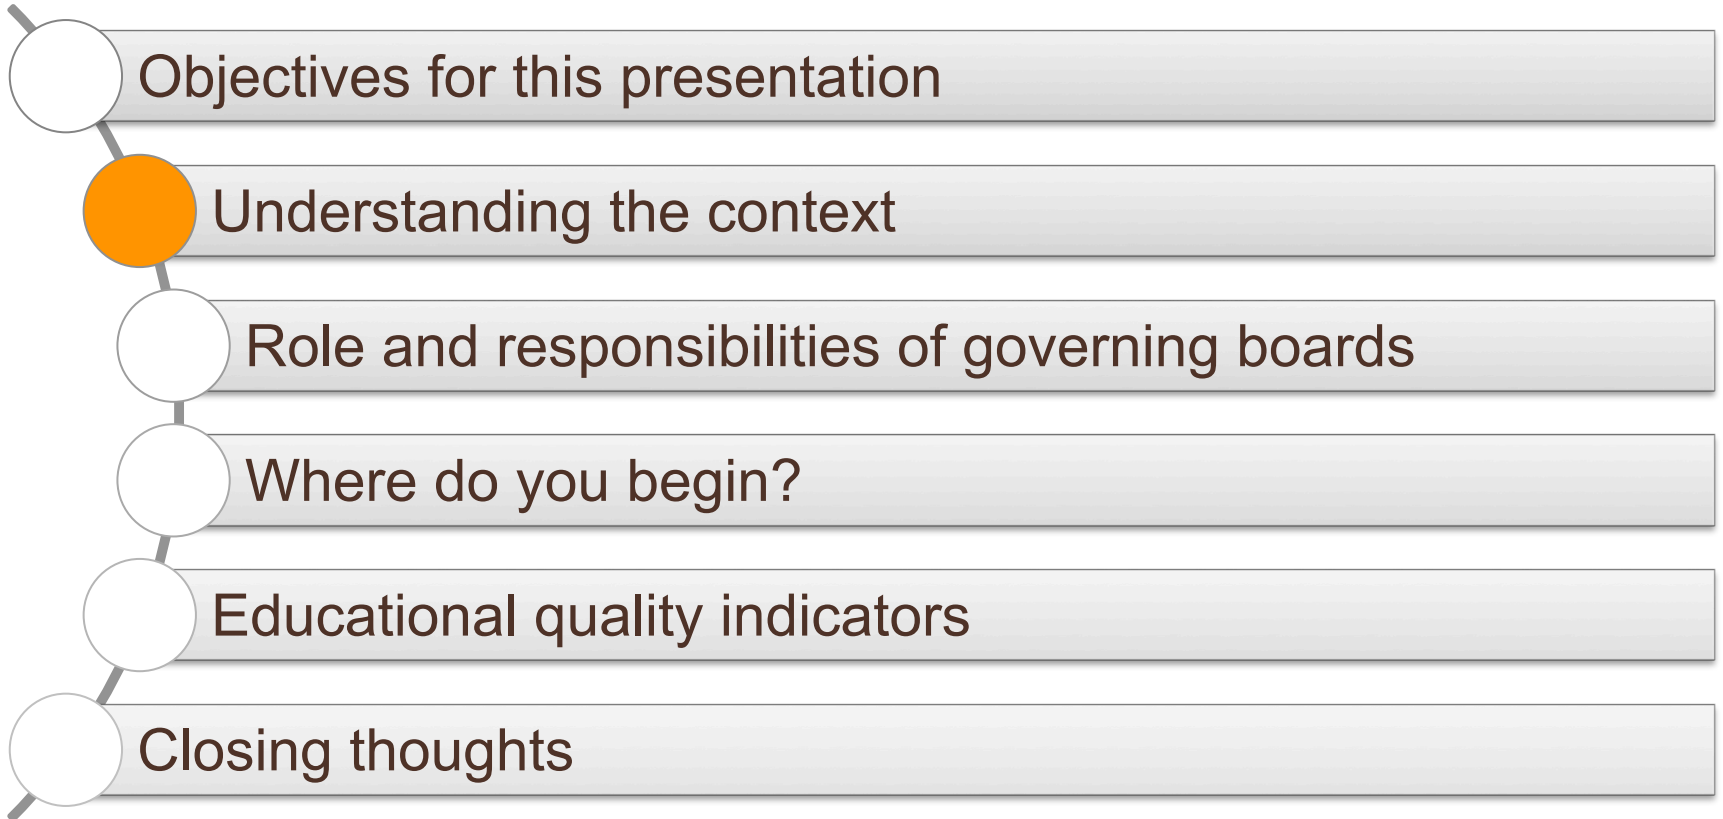 Objectives for this presentation
Understanding the context
Role and responsibilities of governing boards
Where do you begin?
Educational quality indicators
Closing thoughts